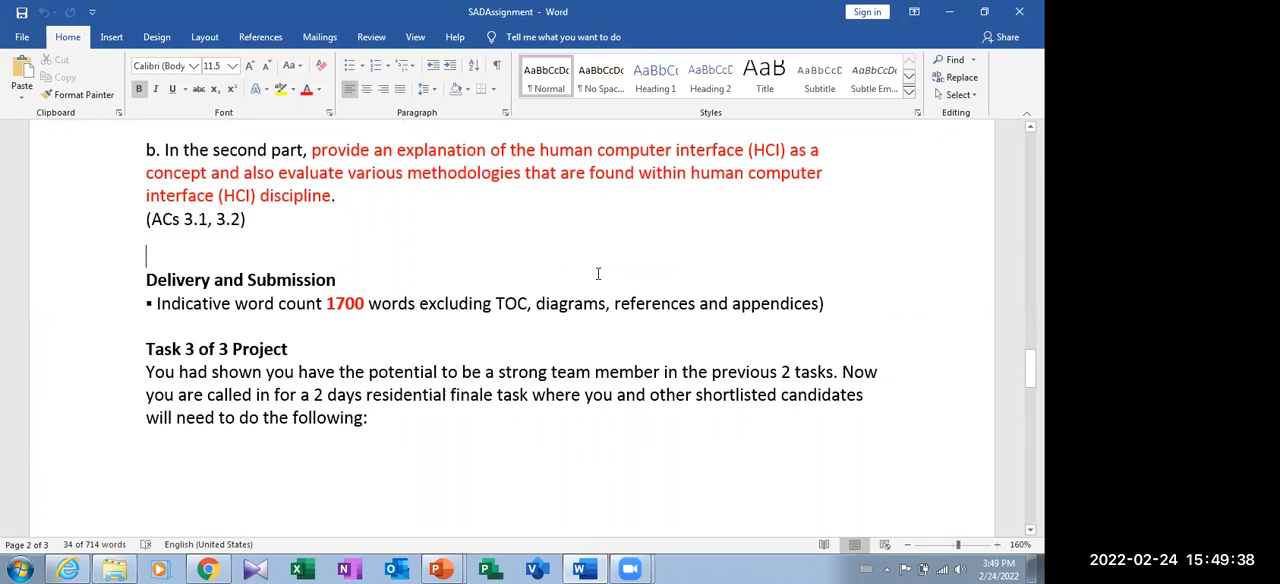 SADAssignment - Word
Sign in
File Home Insert Design Layout References Mailings Review View Help Tell me what you want to do Share
Paste
Cut
Copy
Format Painter
Calibri (Body 11.5
Clipboard
Font
Paragraph
AaBbCcDc AaBbCcDc AaBbC( AaBbCcC AaB AaBbCcC AaBbCcD
¶ Normal ¶ No Spac... Heading 1 Heading 2 Title Subtitle Subtle Em...
Styles
Find
Replace
Select
Editing
b. In the second part, provide an explanation of the human computer interface (HCI) as a
concept and also evaluate various methodologies that are found within human computer
interface (HCI) discipline.
(ACs 3.1, 3.2)
Delivery and Submission
▪ Indicative word count 1700 words excluding TOC, diagrams, references and appendices)
Task 3 of 3 Project
You had shown you have the potential to be a strong team member in the previous 2 tasks. Now
you are called in for a 2 days residential finale task where you and other shortlisted candidates
will need to do the following:
Page 2 of 3 34 of 714 words English (United States) 160%
3:49 PM
2/24/2022
2022-02-24 15:49:38